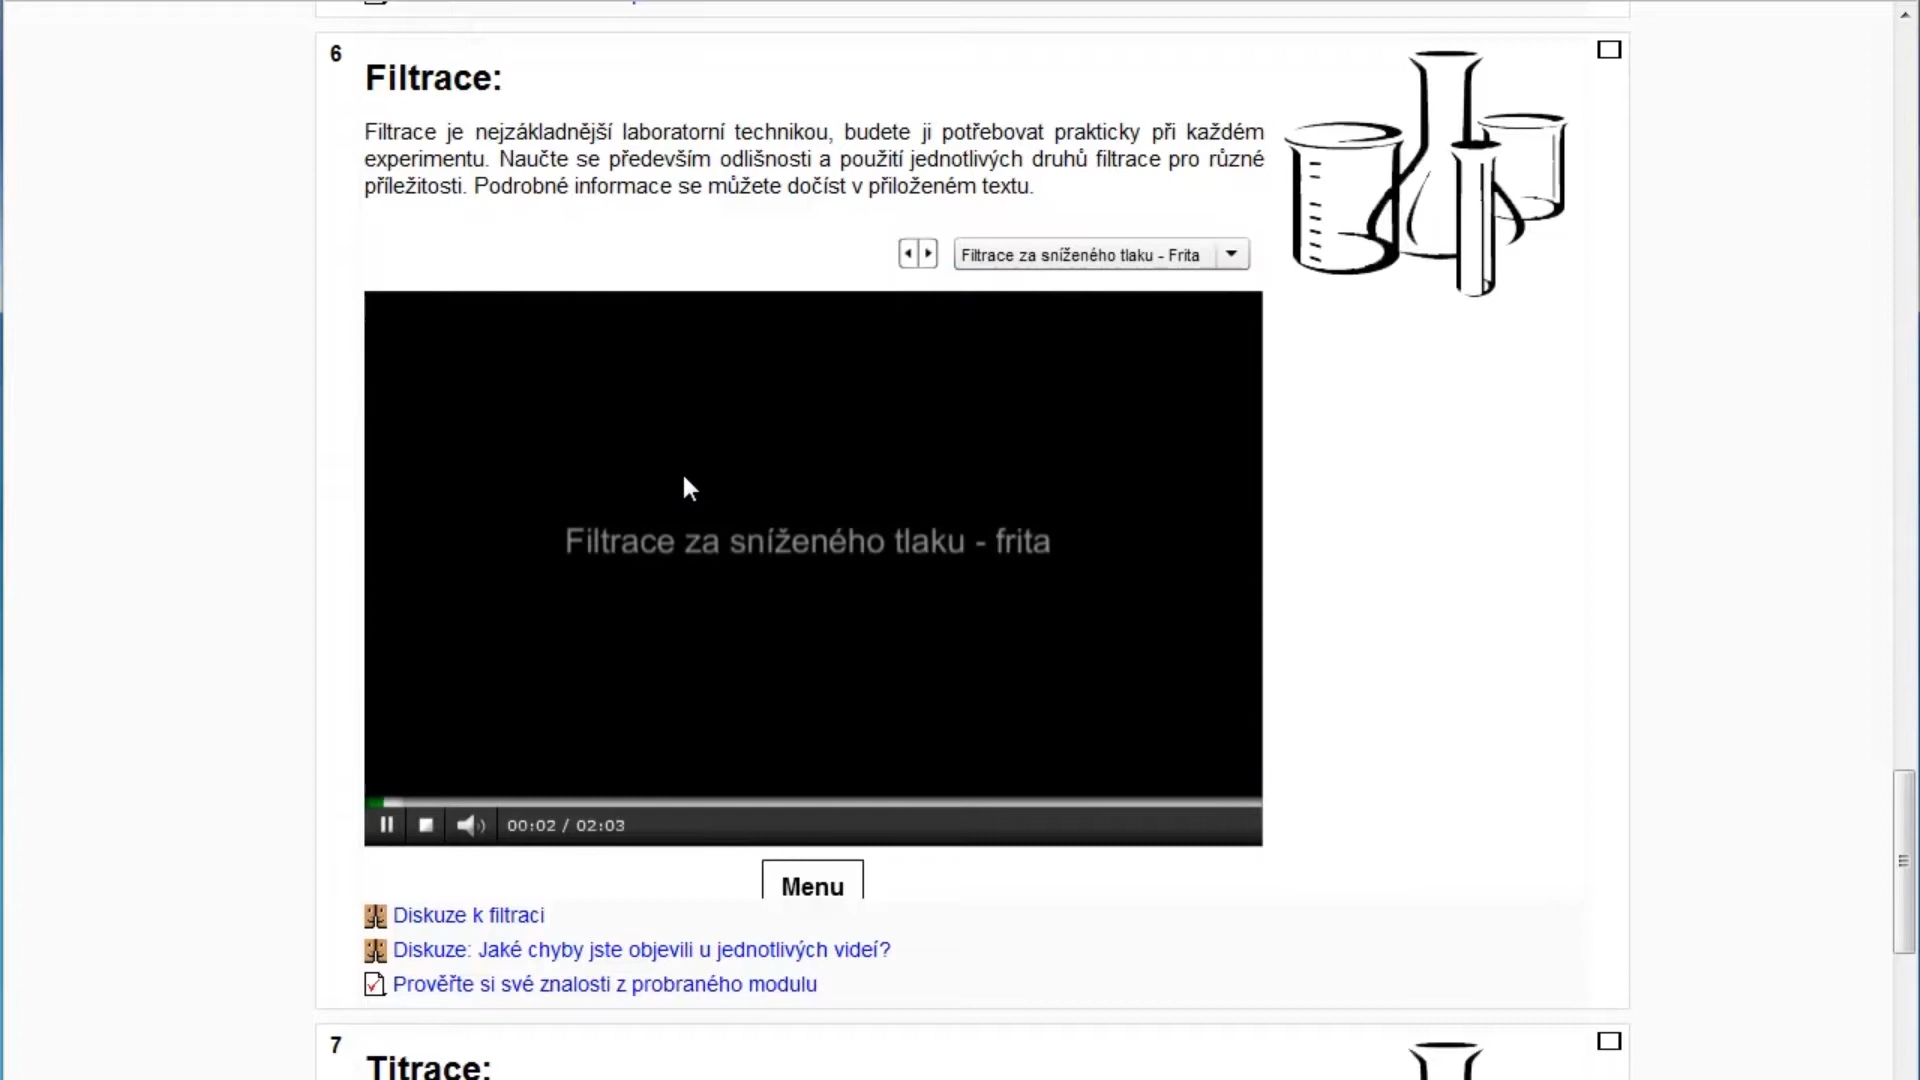 6
Filtrace:
Filtrace je nejzákladnější laboratorní technikou, budete ji potřebovat prakticky při každém
experimentu. Naučte se především odlišnosti a použití jednotlivých druhů filtrace pro různé
příležitosti. Podrobné informace se můžete dočíst v přiloženém textu.
Filtrace za sníženého tlaku - Frita
Filtrace za sníženého tlaku - frita
00:02 / 02:03
Menu
Diskuze k filtraci
Diskuze: Jaké chyby jste objevili u jednotlivých videí?
Prověřte si své znalosti z probraného modulu
7
Titrace: